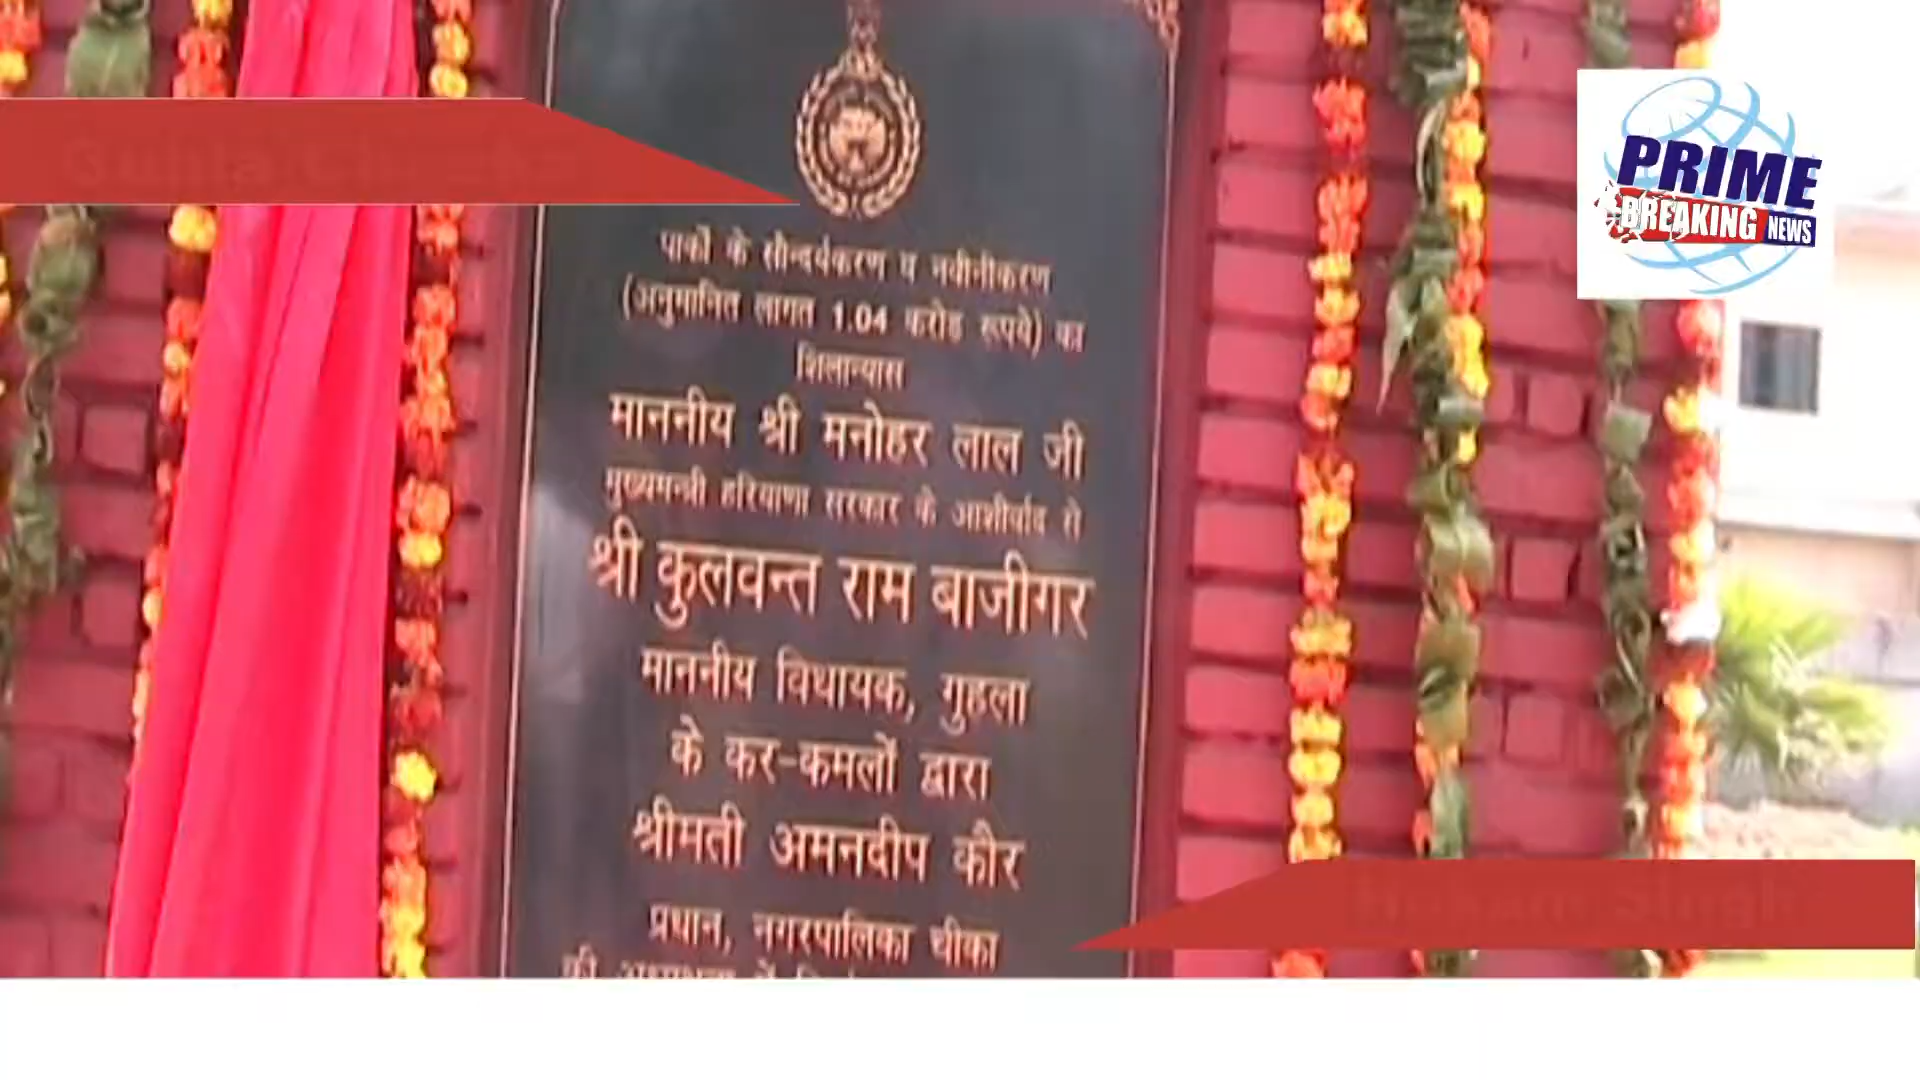 PRIME
BREAKING NEWS
पार्कों के सौन्दर्यकरण व नवीनीकरण
(अनुमानित लागत 1.04 करोड रूपये) का
शिलान्यास
माननीय श्री मनोहर लाल जी
मुख्यमन्त्री हरियाणा सरकार के आशीर्वाद से
श्री कुलवन्त राम बाजीगर
माननीय विधायक, गुहला
के कर-कमलों द्वारा
श्रीमती अमनदीप कौर
प्रधान, नगरपालिका चीका